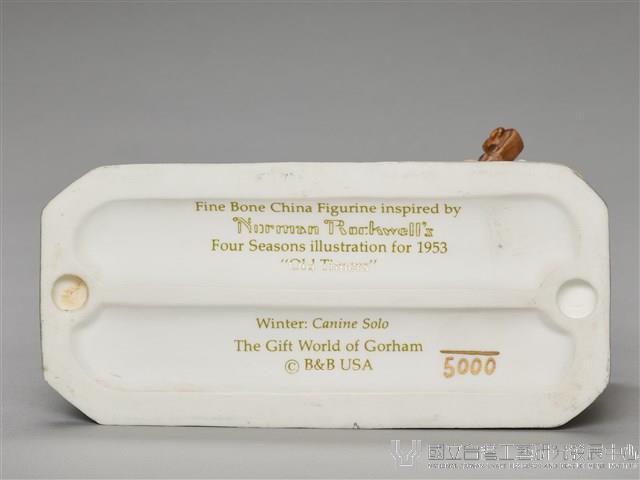 Fine Bone China Figurine inspired by
Norman Rockwell's
Four Seasons illustration for 1953
"Old Timers"
Winter: Canine Solo
The Gift World of Gorham
© B&B USA
5000
國立台灣工藝研究發展中心